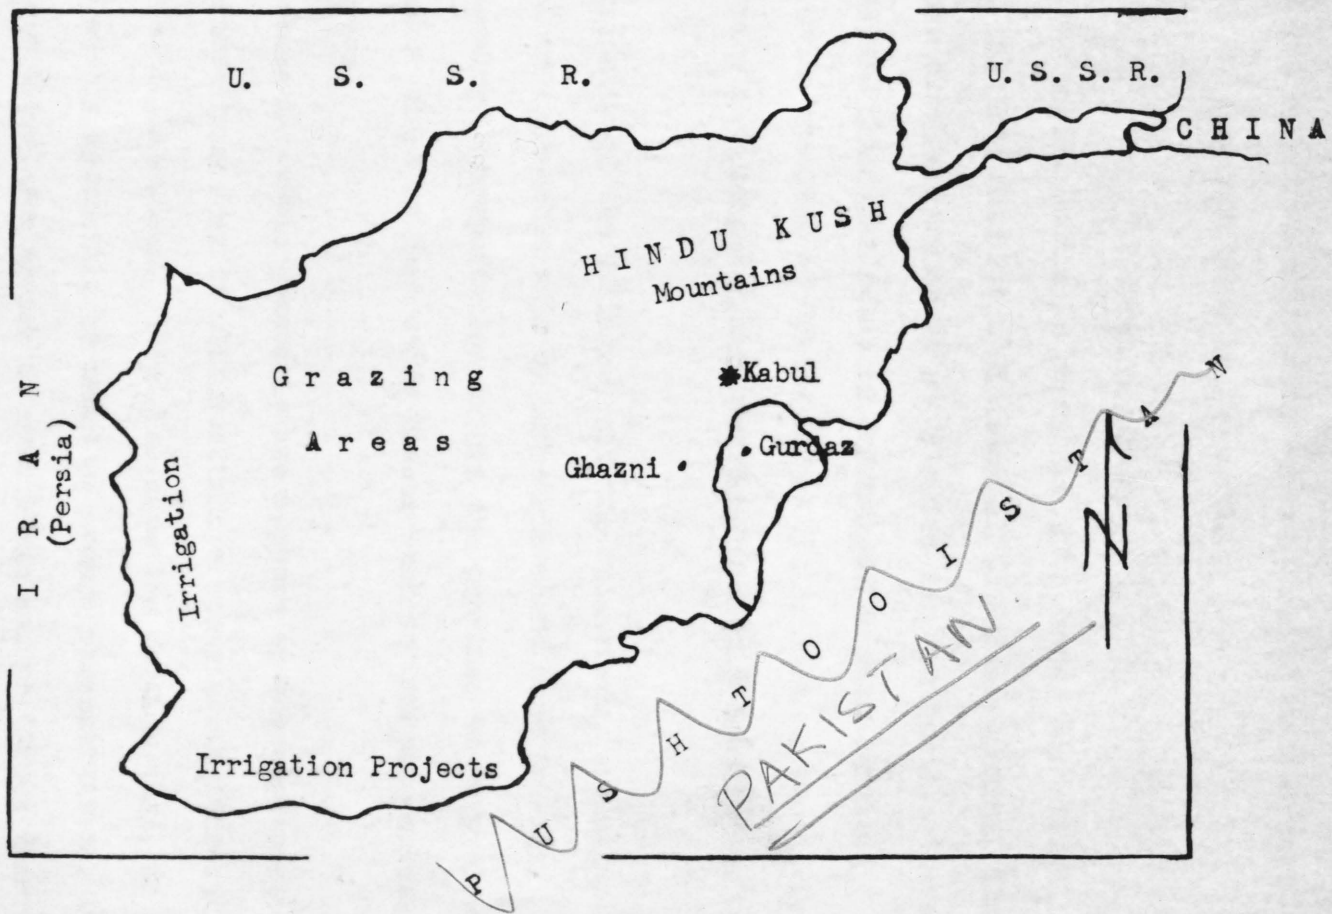 U. S. S. R.
U. S. S. R.
CHINA
HINDU KUSH
Mountains
IRAN
(Persia)
Grazing
Areas
Kabul
Ghazni
Gurdaz
Irrigation
Irrigation Projects
PUSHTOOISTAN
PAKISTAN
N